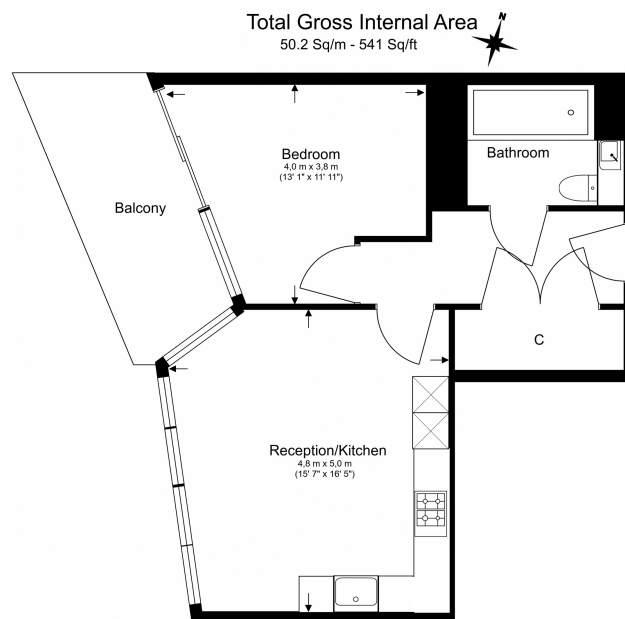 Total Gross Internal Area
50.2 Sq/m - 541 Sq/ft
N
Bedroom
4,0 m x 3,8 m
(13' 1" x 11' 11")
Bathroom
Balcony
C
Reception/Kitchen
4,8 m x 5,0 m
(15' 7" x 16' 5")